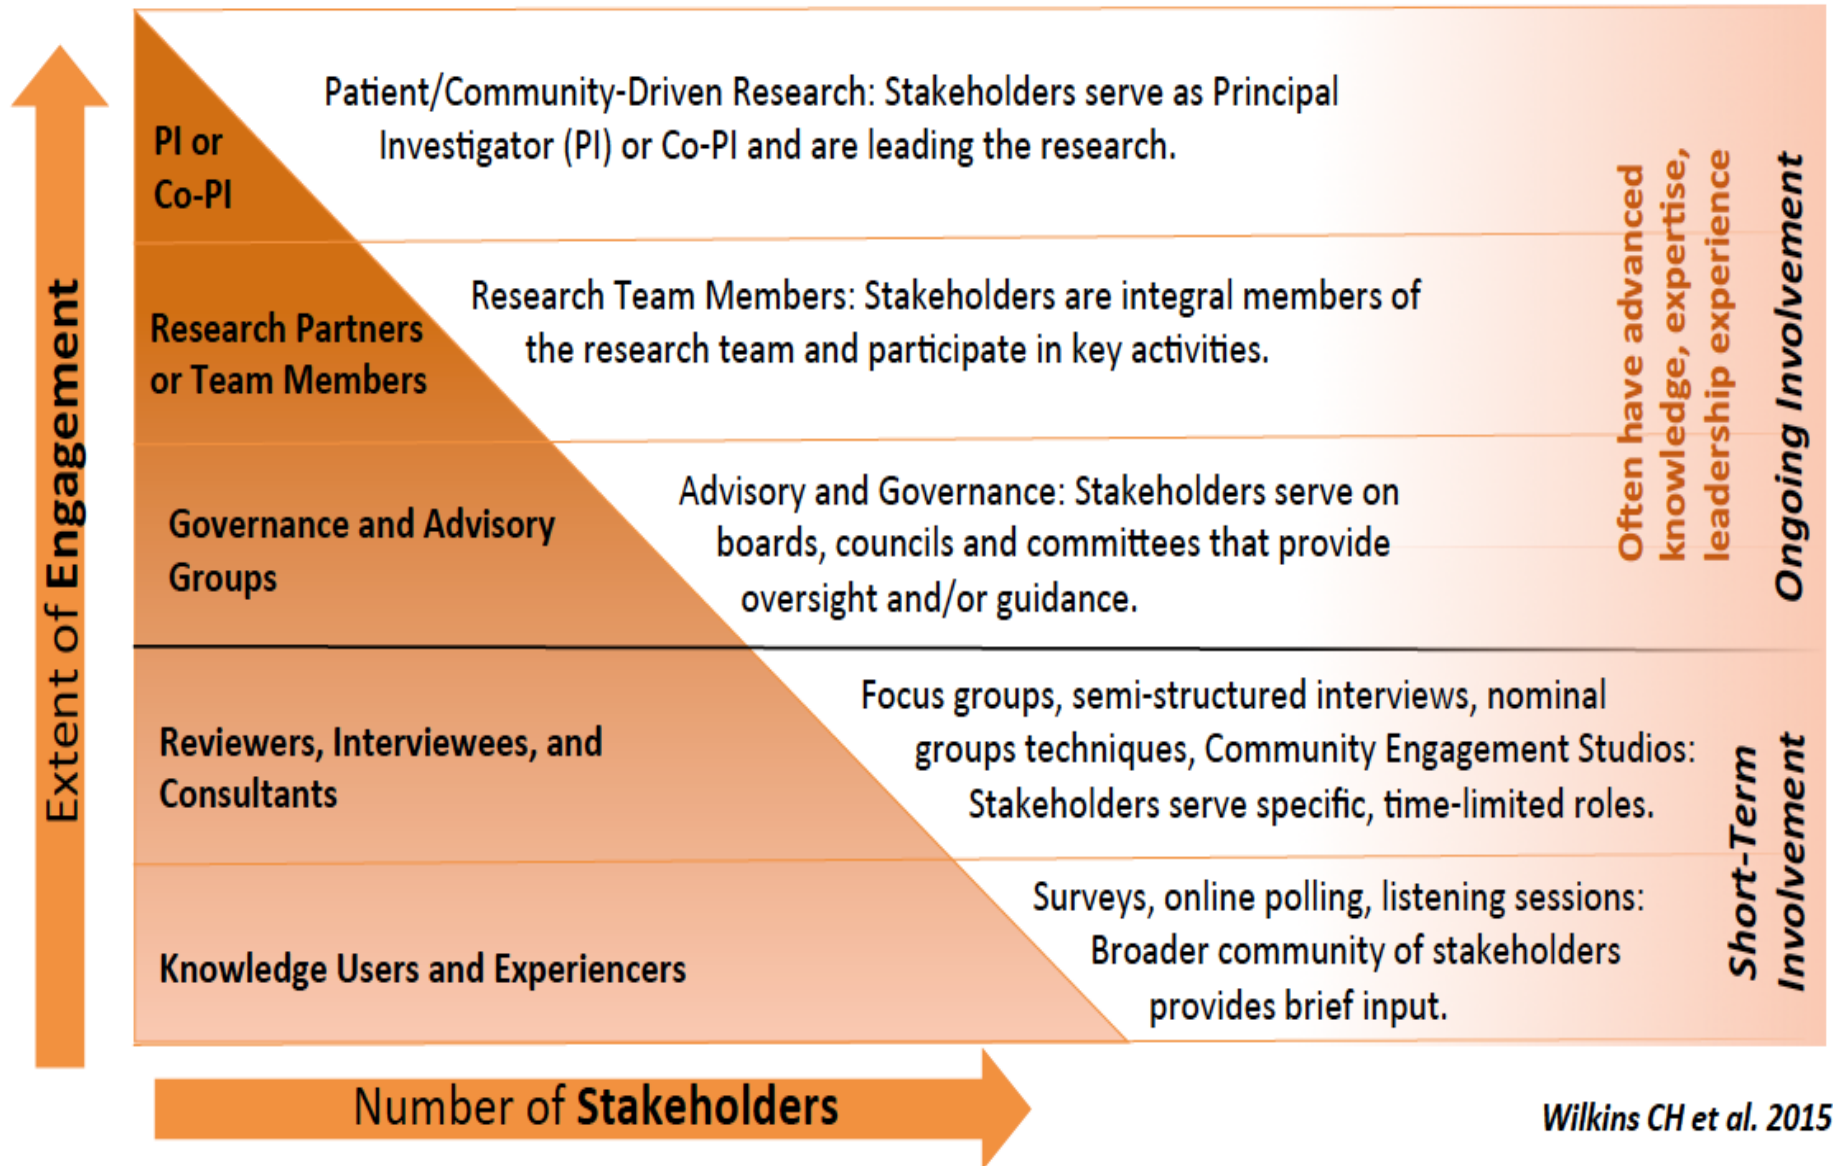 Extent of Engagement
PI or
Co-PI
Patient/Community-Driven Research: Stakeholders serve as Principal
Investigator (PI) or Co-PI and are leading the research.
Research Partners
or Team Members
Research Team Members: Stakeholders are integral members of
the research team and participate in key activities.
Governance and Advisory
Groups
Advisory and Governance: Stakeholders serve on
boards, councils and committees that provide
oversight and/or guidance.
Often have advanced
knowledge, expertise,
leadership experience
Ongoing Involvement
Reviewers, Interviewees, and
Consultants
Focus groups, semi-structured interviews, nominal
groups techniques, Community Engagement Studios:
Stakeholders serve specific, time-limited roles.
Knowledge Users and Experiencers
Surveys, online polling, listening sessions:
Broader community of stakeholders
provides brief input.
Short-Term
Involvement
Number of Stakeholders
Wilkins CH et al. 2015